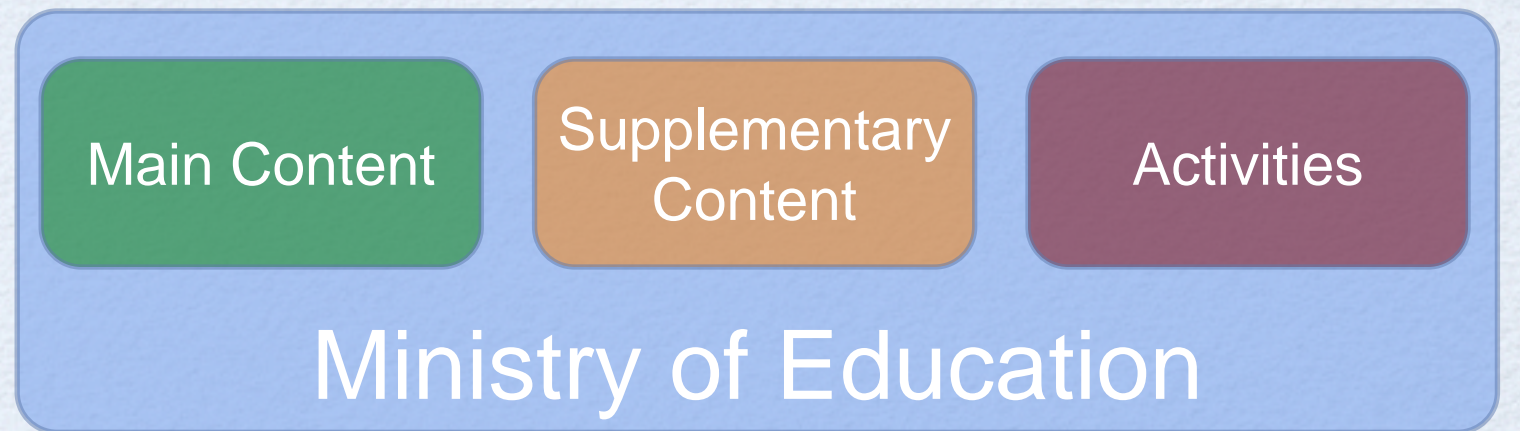 Main Content
Supplementary
Content
Activities
Ministry of Education